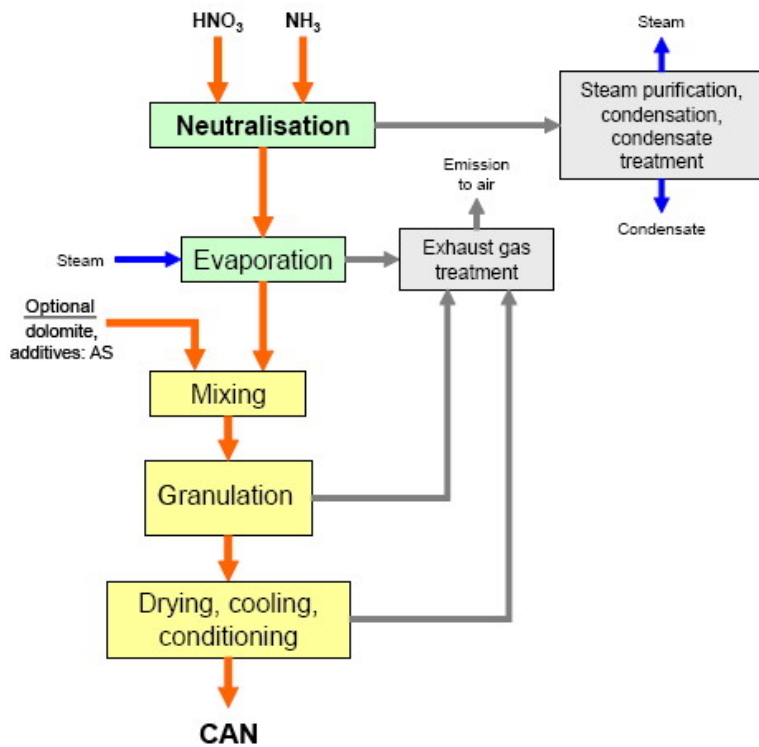 HNO₃
NH₃
Steam
Neutralisation
Steam purification,
condensation,
condensate
treatment
Emission
to air
Condensate
Steam
Evaporation
Exhaust gas
treatment
Optional
dolomite,
additives: AS
Mixing
Granulation
Drying, cooling,
conditioning
CAN